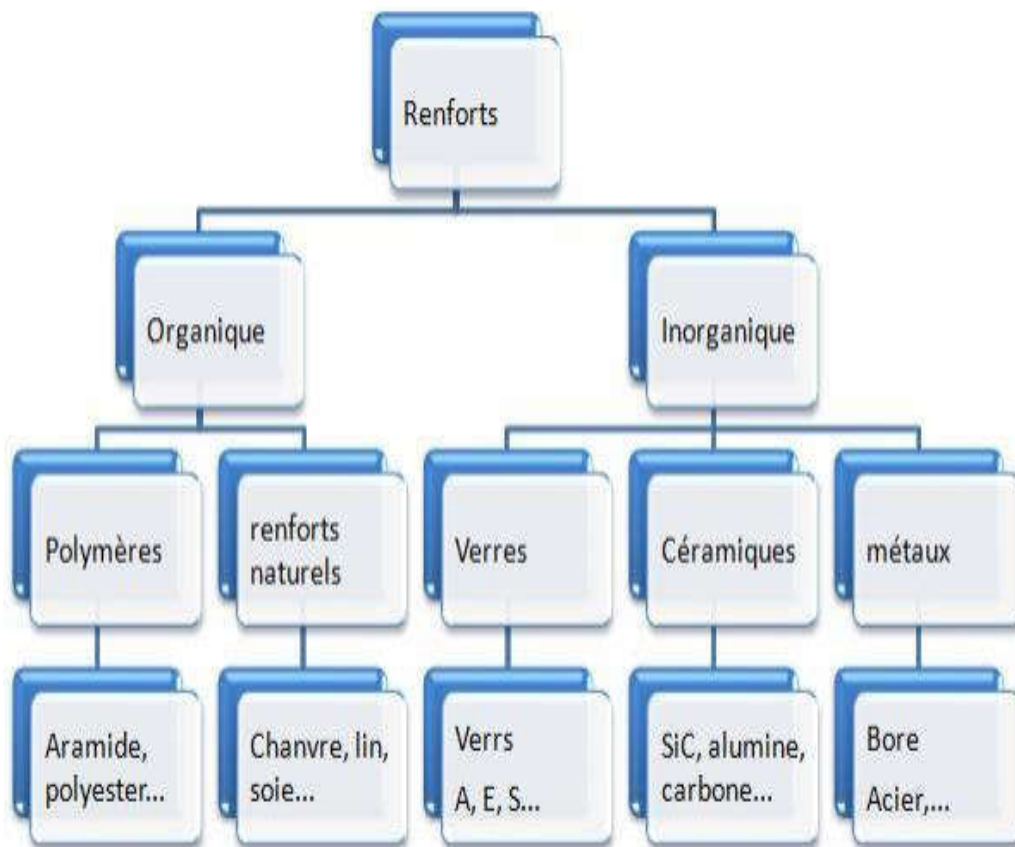 Renforts
Organique
Inorganique
Polymères
renforts
naturels
Verres
Céramiques
métaux
Aramide,
polyester...
Chanvre, lin,
soie...
Verrs
A, E, S...
SiC, alumine,
carbone...
Bore
Acier,...